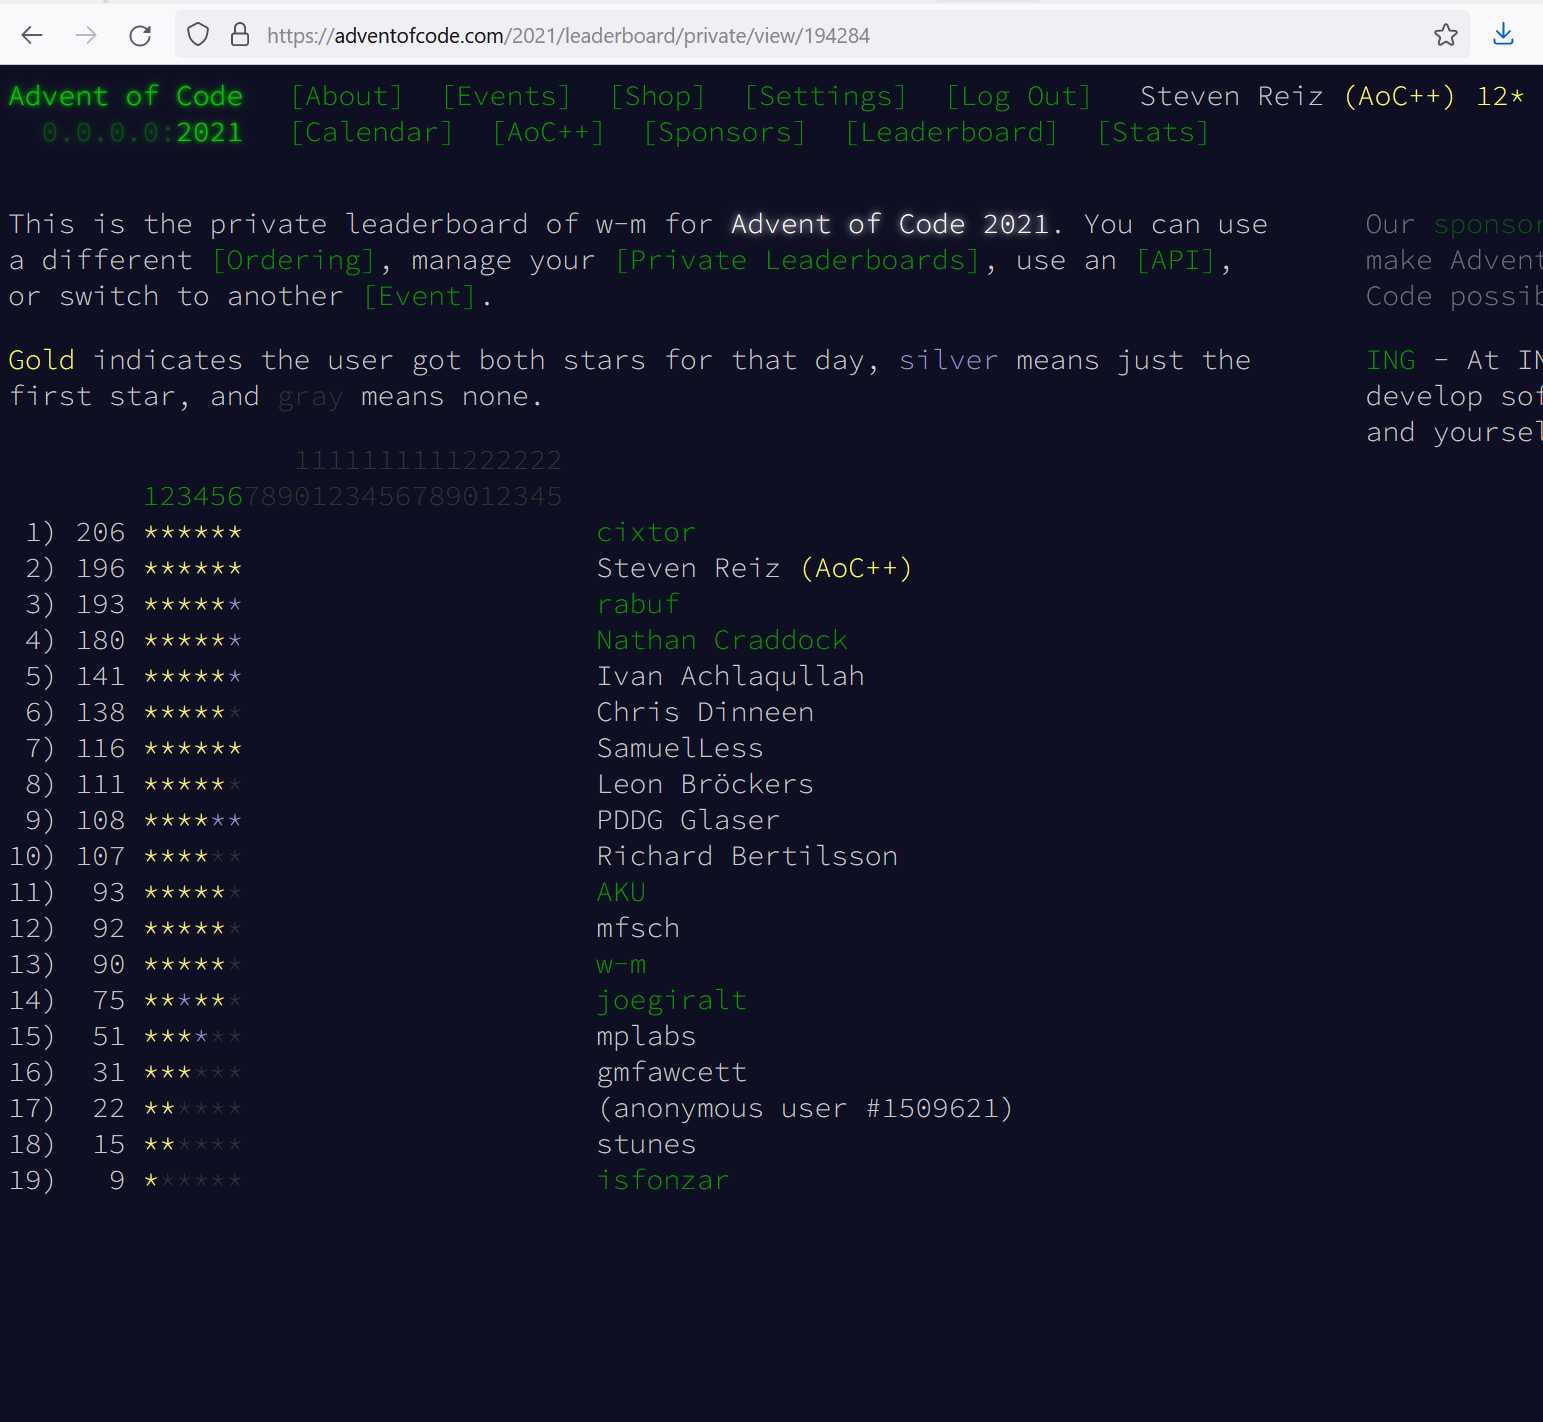 https://adventofcode.com/2021/leaderboard/private/view/194284
Advent of Code [About] [Events] [Shop] [Settings] [Log Out] Steven Reiz (AoC++) 12*
0.0.0.0:2021 [Calendar] [AoC++] [Sponsors] [Leaderboard] [Stats]
This is the private leaderboard of w-m for Advent of Code 2021. You can use
a different [Ordering], manage your [Private Leaderboards], use an [API],
or switch to another [Event].
Gold indicates the user got both stars for that day, silver means just the
first star, and gray means none.
Our
make
Code
ING - At
develop
and
1111111111222222
1234567890123456789012345
1) 206 ****** cixtor
2) 196 ****** Steven Reiz (AoC++)
3) 193 ****** rabuf
4) 180 ****** Nathan Craddock
5) 141 ****** Ivan Achlaqullah
6) 138 ****** Chris Dinneen
7) 116 ****** SamuelLess
8) 111 ****** Leon Bröckers
9) 108 ****** PDDG Glaser
10) 107 ****** Richard Bertilsson
11) 93 ****** AKU
12) 92 ****** mfsch
13) 90 ****** w-m
14) 75 ****** joegiralt
15) 51 ****** mplabs
16) 31 ****** gmfawcett
17) 22 ****** (anonymous user #1509621)
18) 15 ****** stunes
19) 9 ****** isfonzar